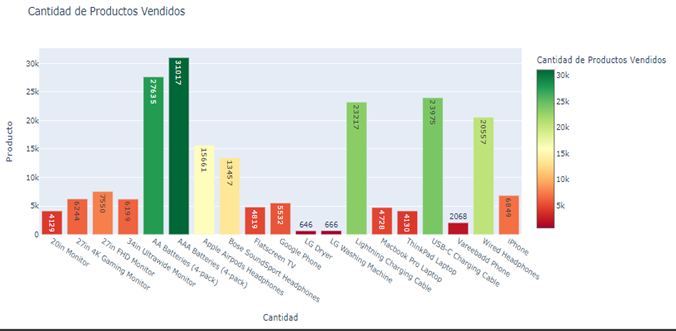 Cantidad de Productos Vendidos
Cantidad de Productos Vendidos
30k
25k
20k
15k
10k
5k
0
Producto
4129
6244
7550
6199
27635
31017
15661
13457
4819
5532
646
666
23217
4728
4130
23975
2068
20557
6849
20in Monitor
27in 4K Gaming Monitor
27in FHD Monitor
34in Ultrawide Monitor
AA Batteries (4-pack)
AAA Batteries (4-pack)
Apple Airpods Headphones
Bose SoundSport Headphones
Flatscreen TV
Google Phone
LG Dryer
LG Washing Machine
Lightning Charging Cable
Macbook Pro Laptop
ThinkPad Laptop
USB-C Charging Cable
Vareebadd Phone
Wired Headphones
iPhone
Cantidad
30k
25k
20k
15k
10k
5k